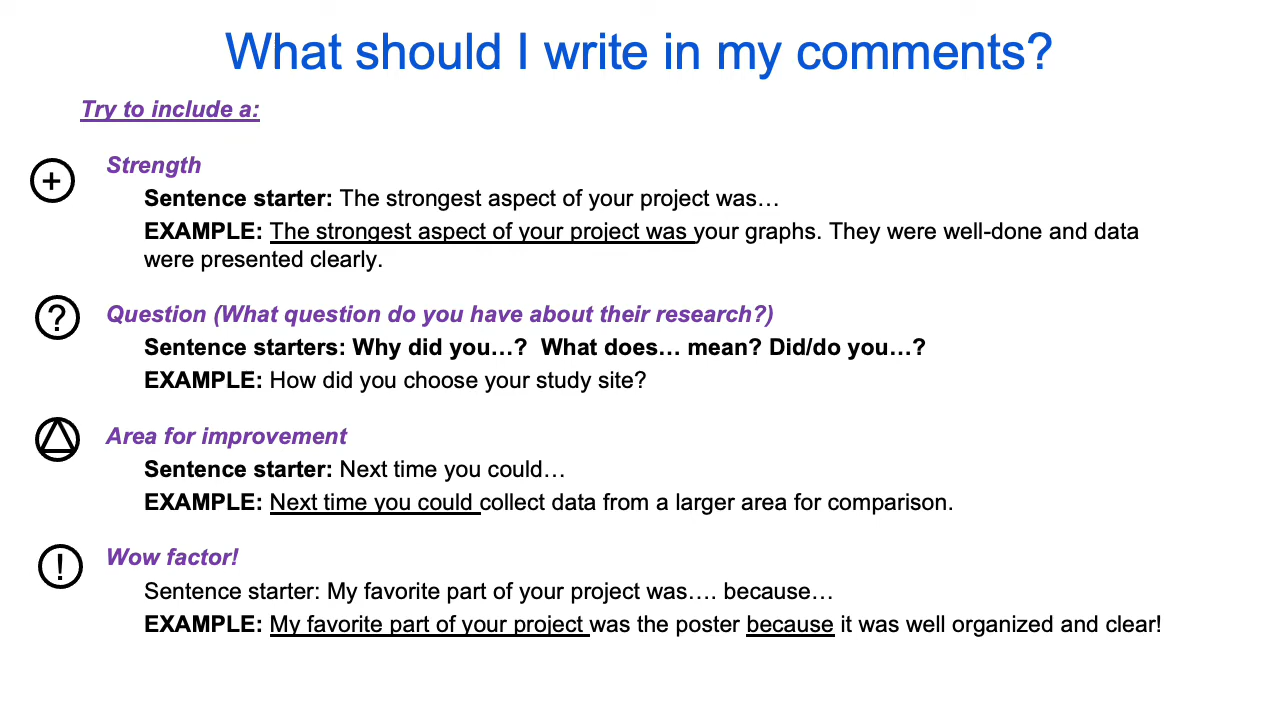 What should I write in my comments?
Try to include a:
Strength
Sentence starter: The strongest aspect of your project was…
EXAMPLE: The strongest aspect of your project was your graphs. They were well-done and data
were presented clearly.
Question (What question do you have about their research?)
Sentence starters: Why did you…?  What does… mean? Did/do you…?
EXAMPLE: How did you choose your study site?
Area for improvement
Sentence starter: Next time you could…
EXAMPLE: Next time you could collect data from a larger area for comparison.
Wow factor!
Sentence starter: My favorite part of your project was…. because…
EXAMPLE: My favorite part of your project was the poster because it was well organized and clear!